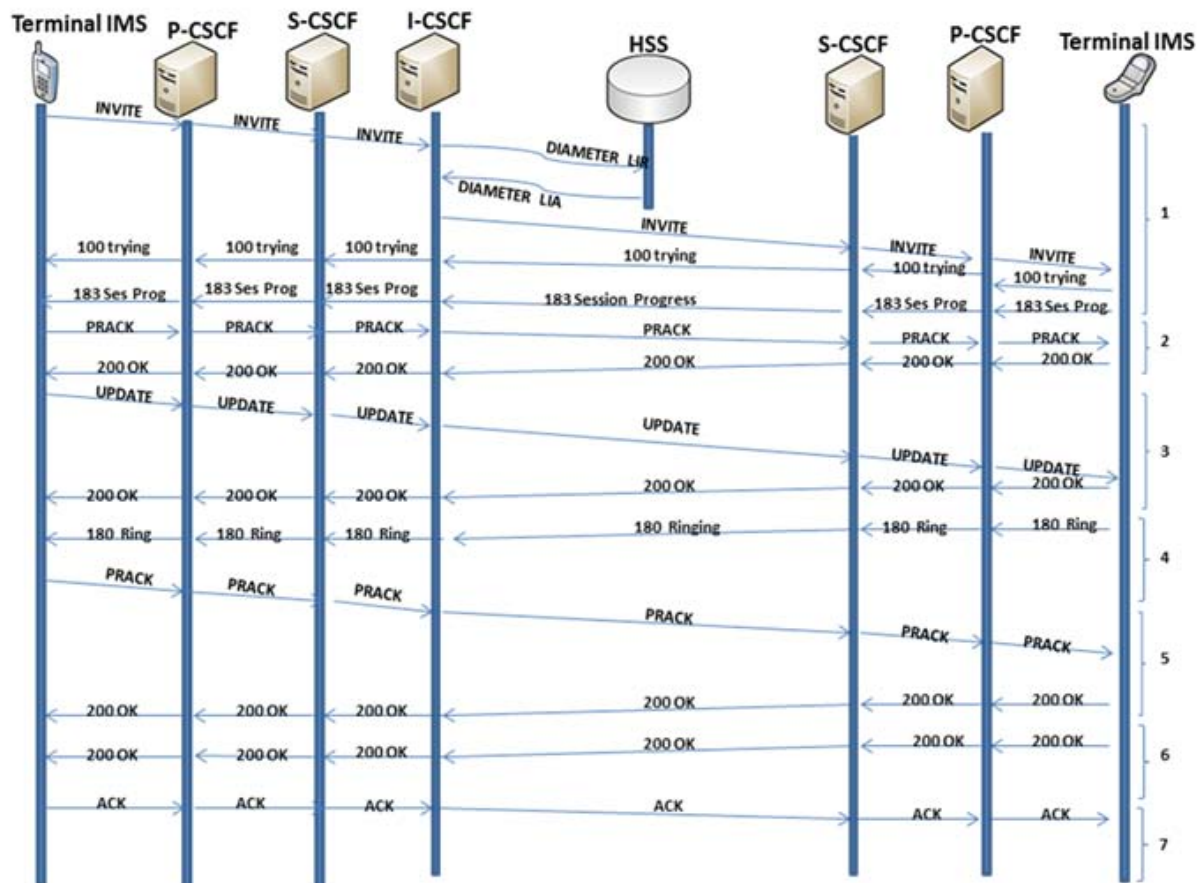 Terminal IMS P-CSCF S-CSCF I-CSCF HSS S-CSCF P-CSCF Terminal IMS
INVITE INVITE INVITE
DIAMETER LIR
DIAMETER LIA
INVITE INVITE INVITE
1
100 trying 100 trying 100 trying 100 trying 100 trying 100 trying
183 Ses Prog 183 Ses Prog 183 Ses Prog 183 Session Progress 183 Ses Prog 183 Ses Prog
PRACK PRACK PRACK PRACK PRACK PRACK
2
200 OK 200 OK 200 OK 200 OK 200 OK 200 OK
UPDATE UPDATE UPDATE UPDATE UPDATE UPDATE
3
200 OK 200 OK 200 OK 200 OK 200 OK 200 OK
180 Ring 180 Ring 180 Ring 180 Ringing 180 Ring 180 Ring
4
PRACK PRACK PRACK PRACK PRACK PRACK
5
200 OK 200 OK 200 OK 200 OK 200 OK 200 OK
200 OK 200 OK 200 OK 200 OK 200 OK 200 OK
6
ACK ACK ACK ACK ACK ACK
7